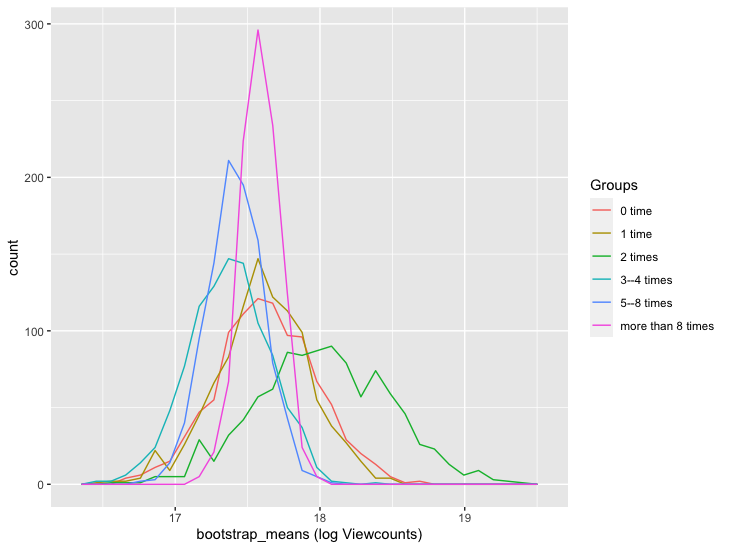 300
200
100
0
count
17
18
19
bootstrap_means (log Viewcounts)
Groups
0 time
1 time
2 times
3--4 times
5--8 times
more than 8 times